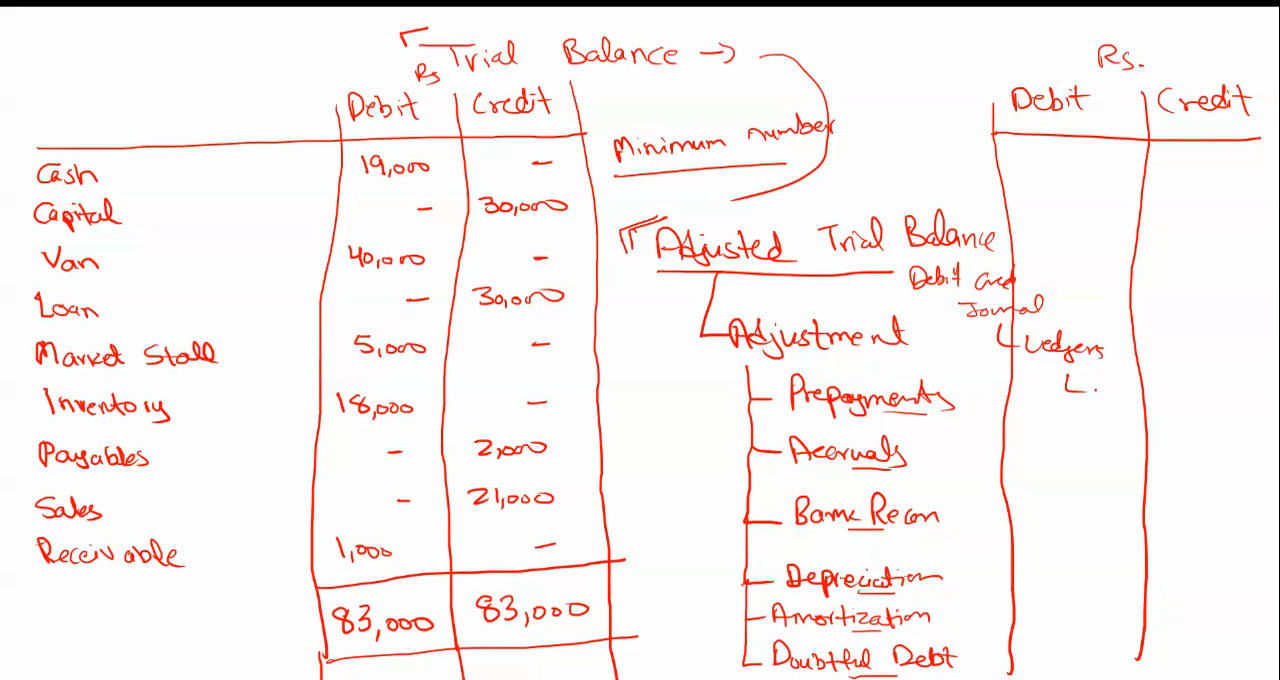 Trial Balance →
Rs
Debit Credit
Cash 19,000 -
Capital - 30,000
Van 40,000 -
Loan - 30,000
Market Stall 5,000 -
Inventory 18,000 -
Payables - 2,000
Sales - 21,000
Receivable 1,000 -
83,000 83,000
Minimum number
Adjusted Trial Balance
Adjustment
Prepayments
Accruals
Bank Recon
Depreciation
Amortization
Doubtful Debt
Rs.
Debit Credit
Debit and
Journal
Ledgers
L.